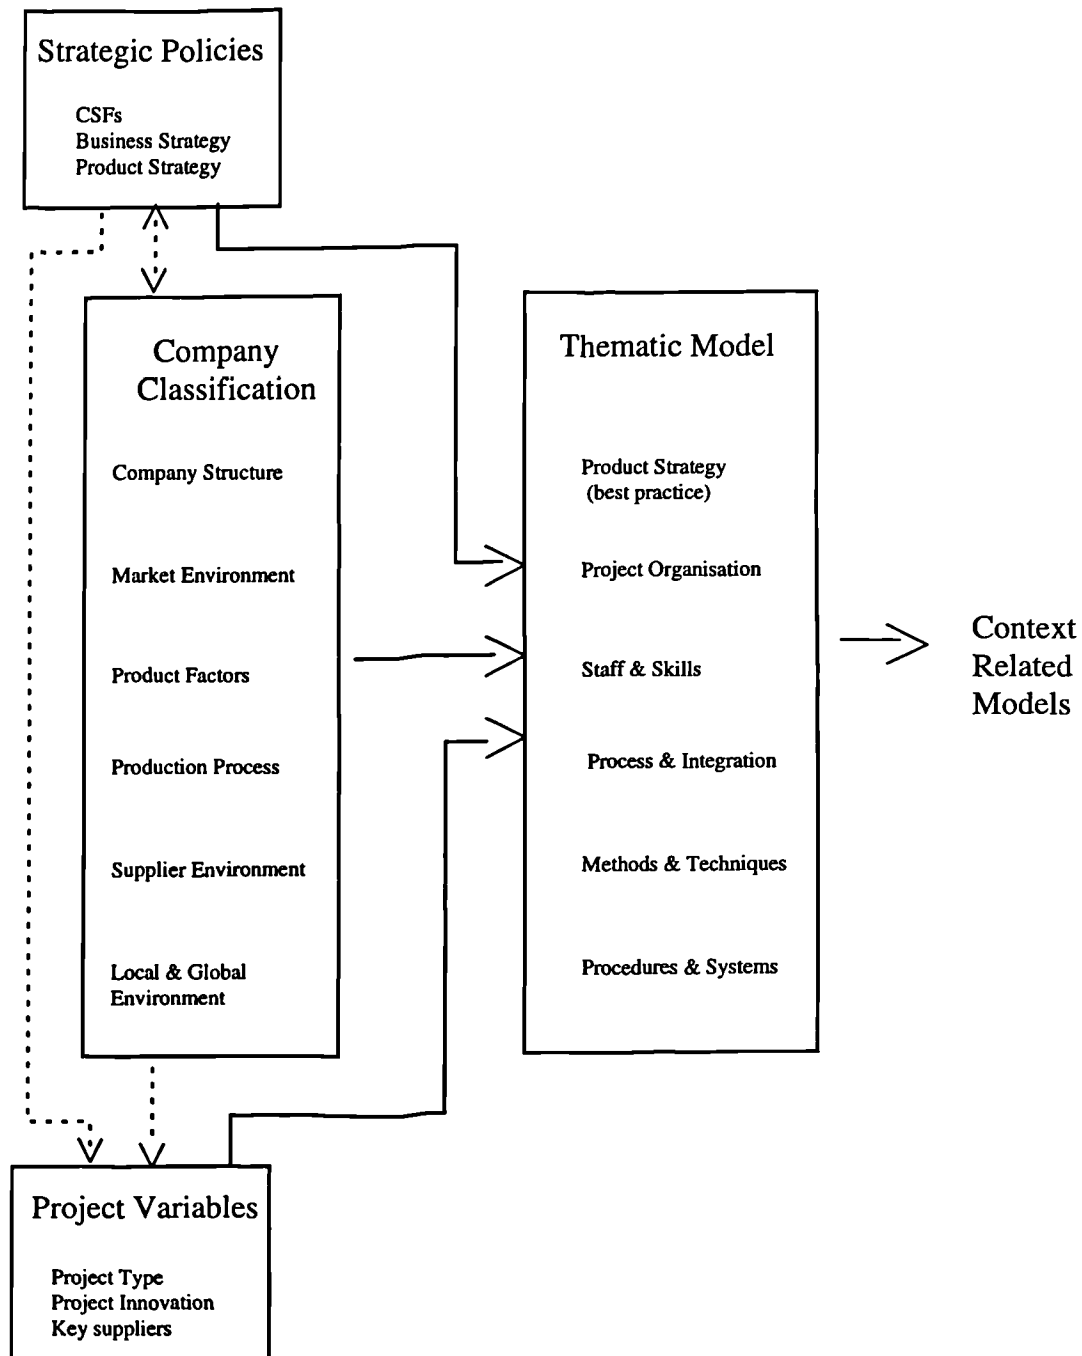 Strategic Policies
CSFs
Business Strategy
Product Strategy
Company
Classification
Company Structure
Market Environment
Product Factors
Production Process
Supplier Environment
Local & Global
Environment
Thematic Model
Product Strategy
(best practice)
Project Organisation
Staff & Skills
Process & Integration
Methods & Techniques
Procedures & Systems
Context
Related
Models
Project Variables
Project Type
Project Innovation
Key suppliers